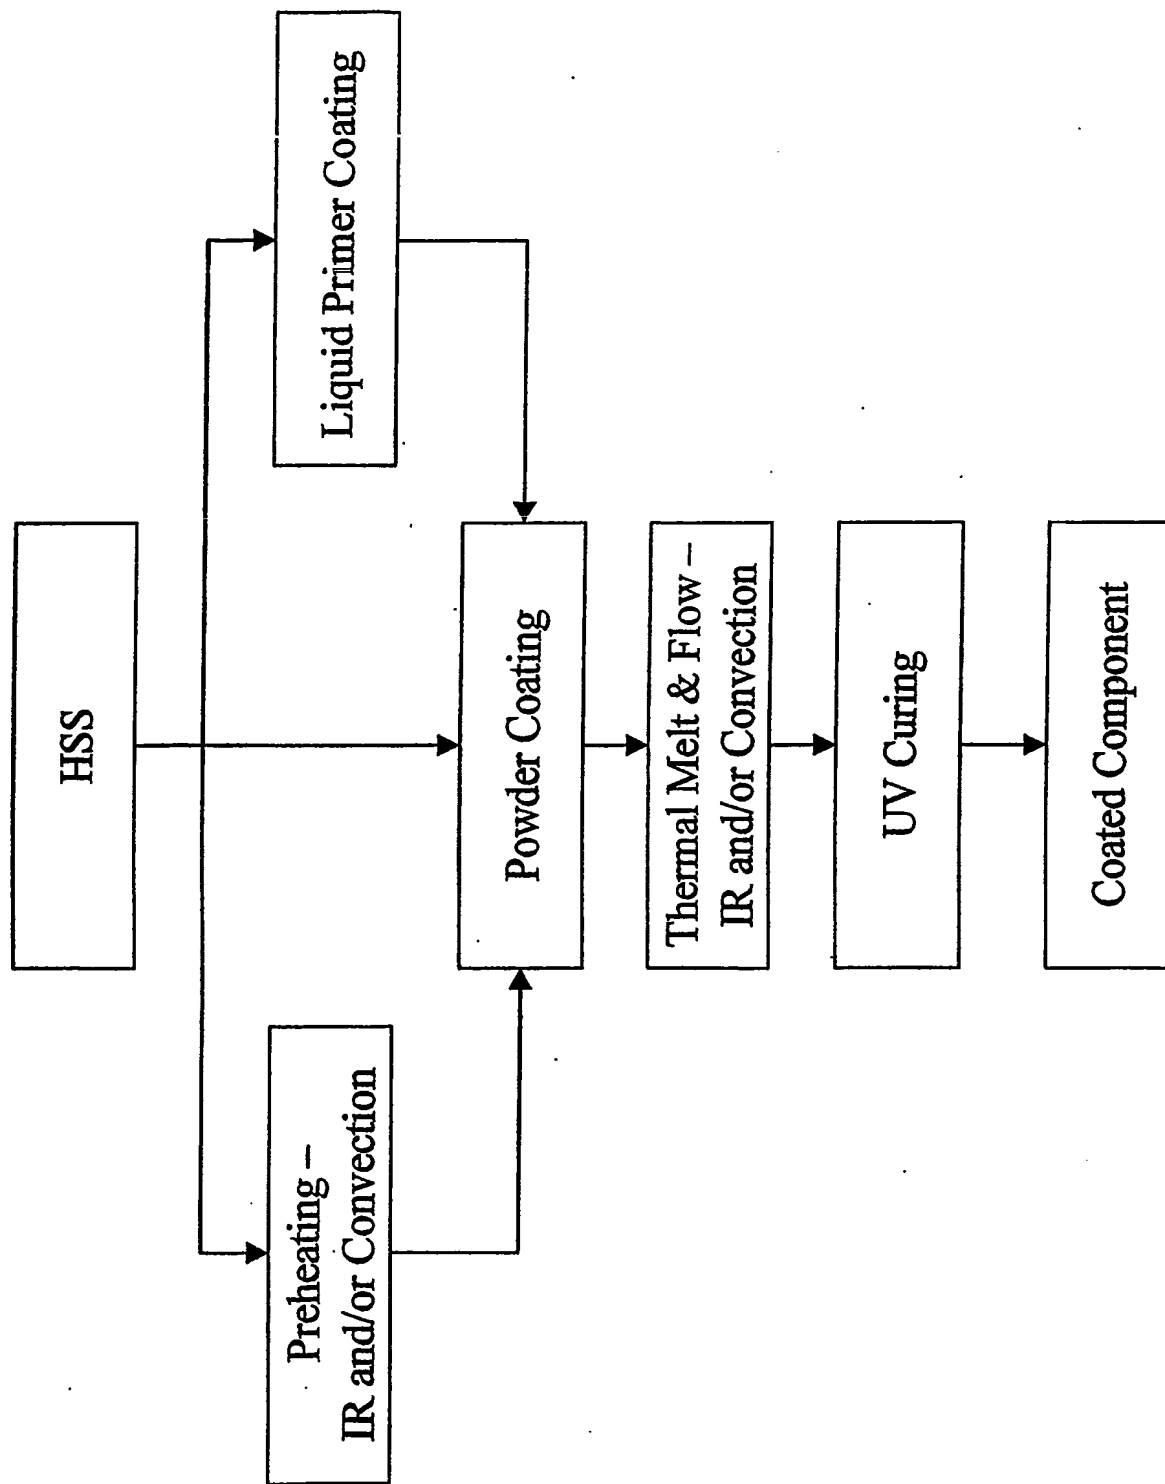 HSS
Preheating –
IR and/or Convection
Liquid Primer Coating
Powder Coating
Thermal Melt & Flow –
IR and/or Convection
UV Curing
Coated Component